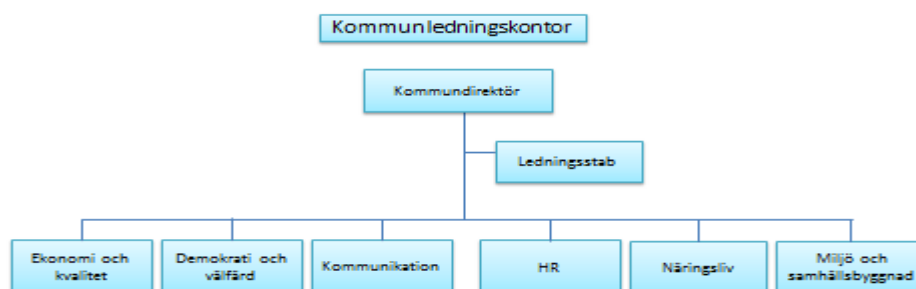 Kommunledningskontor
Kommundirektör
Ledningsstab
Ekonomi och
kvalitet
Demokrati och
välfärd
Kommunikation
HR
Näringsliv
Miljö och
samhällsbyggnad